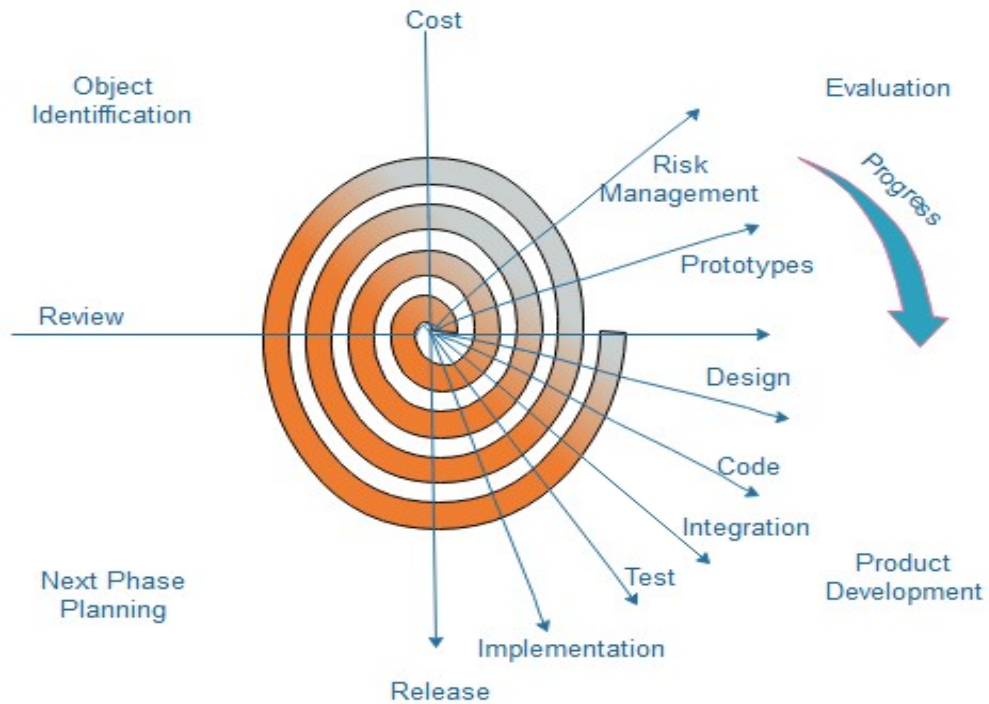 Cost
Object
Identiffication
Evaluation
Risk
Management
Progress
Prototypes
Review
Design
Code
Integration
Test
Product
Development
Next Phase
Planning
Implementation
Release